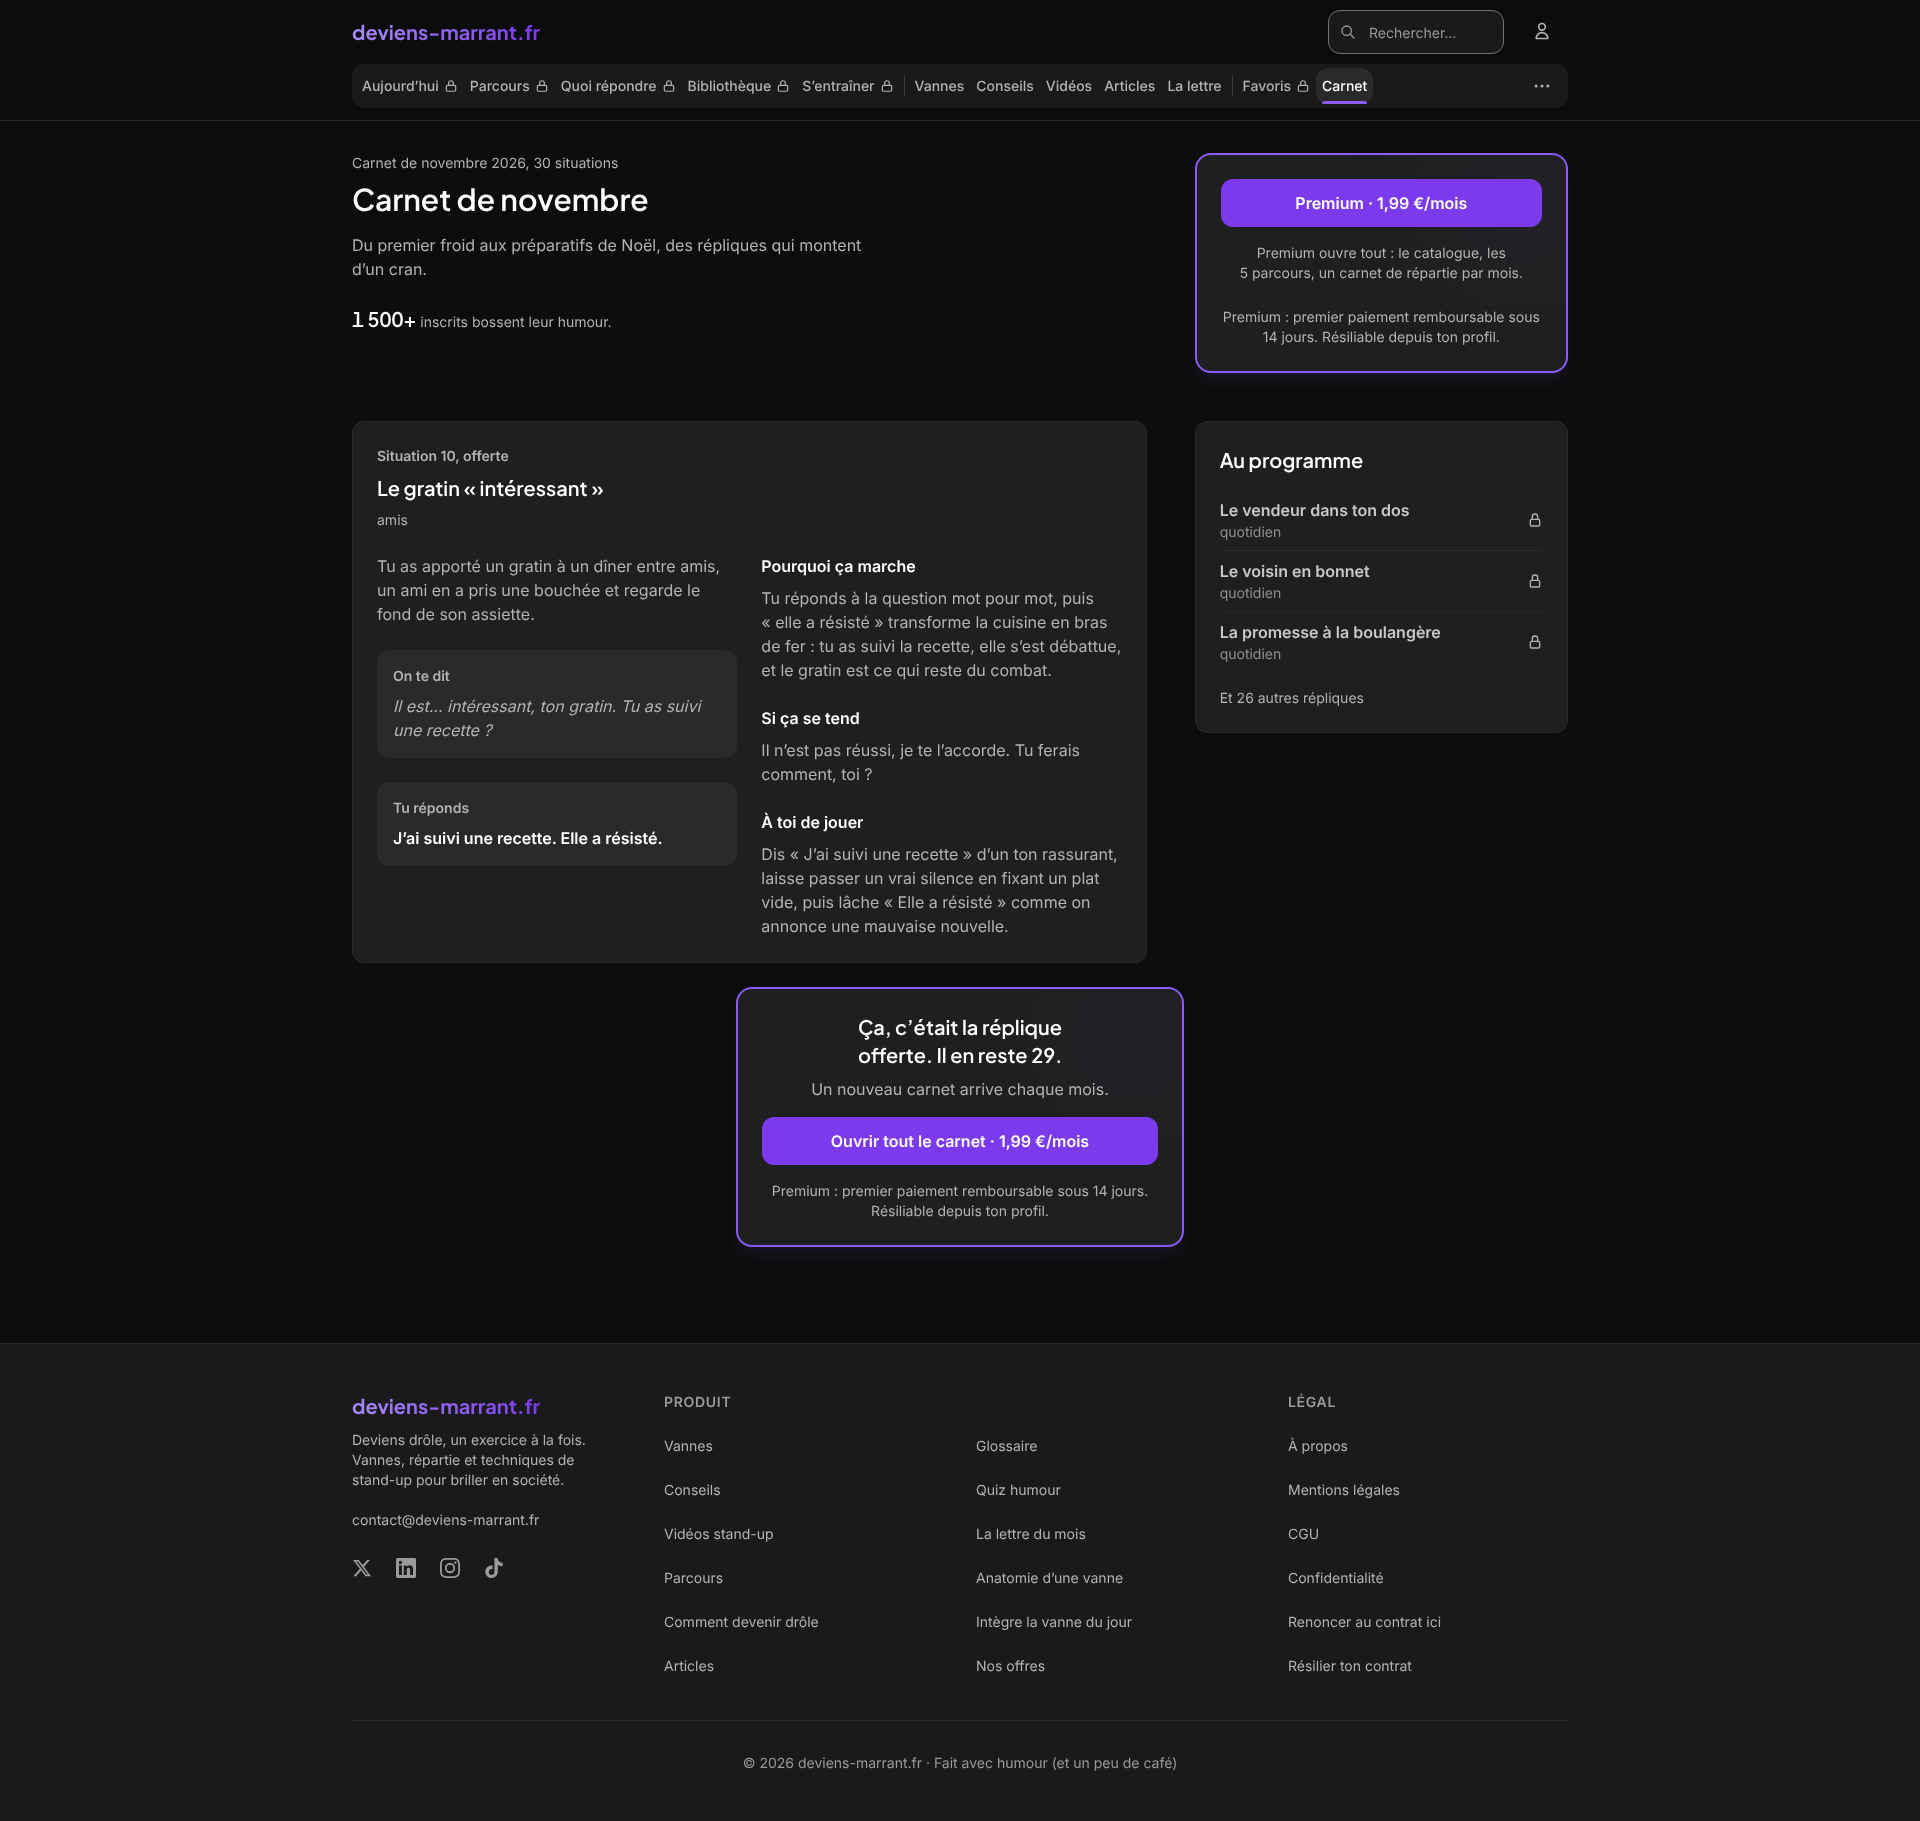 deviens-marrant.fr
Rechercher...
Aujourd’hui Parcours Quoi répondre Bibliothèque S’entraîner Vannes Conseils Vidéos Articles La lettre Favoris Carnet
Carnet de novembre 2026, 30 situations
Carnet de novembre
Du premier froid aux préparatifs de Noël, des répliques qui montent
d’un cran.
1 500+ inscrits bossent leur humour.
Premium · 1,99 €/mois
Premium ouvre tout : le catalogue, les
5 parcours, un carnet de répartie par mois.
Premium : premier paiement remboursable sous
14 jours. Résiliable depuis ton profil.
Situation 10, offerte
Le gratin « intéressant »
amis
Tu as apporté un gratin à un dîner entre amis,
un ami en a pris une bouchée et regarde le
fond de son assiette.
On te dit
Il est… intéressant, ton gratin. Tu as suivi
une recette ?
Tu réponds
J’ai suivi une recette. Elle a résisté.
Pourquoi ça marche
Tu réponds à la question mot pour mot, puis
« elle a résisté » transforme la cuisine en bras
de fer : tu as suivi la recette, elle s’est débattue,
et le gratin est ce qui reste du combat.
Si ça se tend
Il n’est pas réussi, je te l’accorde. Tu ferais
comment, toi ?
À toi de jouer
Dis « J’ai suivi une recette » d’un ton rassurant,
laisse passer un vrai silence en fixant un plat
vide, puis lâche « Elle a résisté » comme on
annonce une mauvaise nouvelle.
Au programme
Le vendeur dans ton dos
quotidien
Le voisin en bonnet
quotidien
La promesse à la boulangère
quotidien
Et 26 autres répliques
Ça, c’était la réplique
offerte. Il en reste 29.
Un nouveau carnet arrive chaque mois.
Ouvrir tout le carnet · 1,99 €/mois
Premium : premier paiement remboursable sous 14 jours.
Résiliable depuis ton profil.
deviens-marrant.fr
Deviens drôle, un exercice à la fois.
Vannes, répartie et techniques de
stand-up pour briller en société.
contact@deviens-marrant.fr
PRODUIT
Vannes
Conseils
Vidéos stand-up
Parcours
Comment devenir drôle
Articles
Glossaire
Quiz humour
La lettre du mois
Anatomie d’une vanne
Intègre la vanne du jour
Nos offres
LÉGAL
À propos
Mentions légales
CGU
Confidentialité
Renoncer au contrat ici
Résilier ton contrat
© 2026 deviens-marrant.fr · Fait avec humour (et un peu de café)